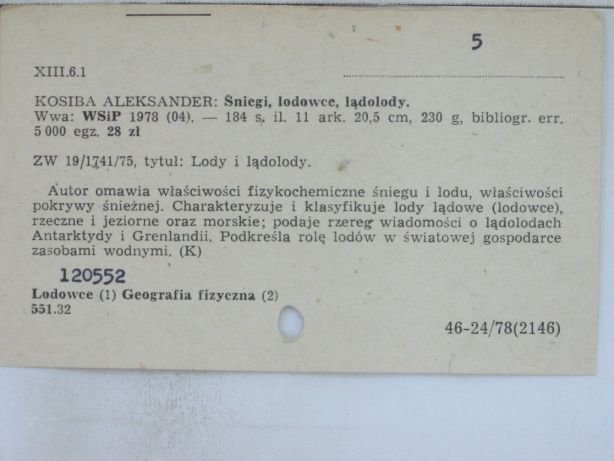 5
XIII.6.1
KOSIBA ALEKSANDER: Śniegi, lodowce, lądolody.
Wwa: WSiP 1978 (04). — 184 s. il. 11 ark. 20,5 cm, 230 g, bibliogr. err.
5 000 egz. 28 zł
ZW 19/1741/75, tytuł: Lody i lądolody.
Autor omawia właściwości fizykochemiczne śniegu i lodu, właściwości
pokrywy śnieżnej. Charakteryzuje i klasyfikuje lody lądowe (lodowce),
rzeczne i jeziorne oraz morskie; podaje rzereg wiadomości o lądolodach
Antarktydy i Grenlandii. Podkreśla rolę lodów w światowej gospodarce
zasobami wodnymi. (K)
120552
Lodowce (1) Geografia fizyczna (2)
551.32
46-24/78(2146)